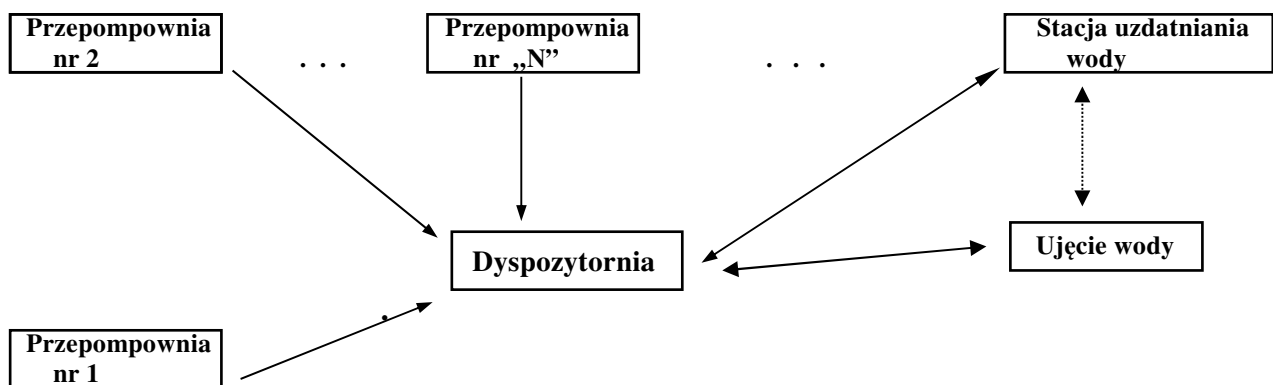 Przepompownia
nr 2
. . .
Przepompownia
nr „N”
. . .
Stacja uzdatniania
wody
Dyspozytornia
Ujęcie wody
Przepompownia
nr 1